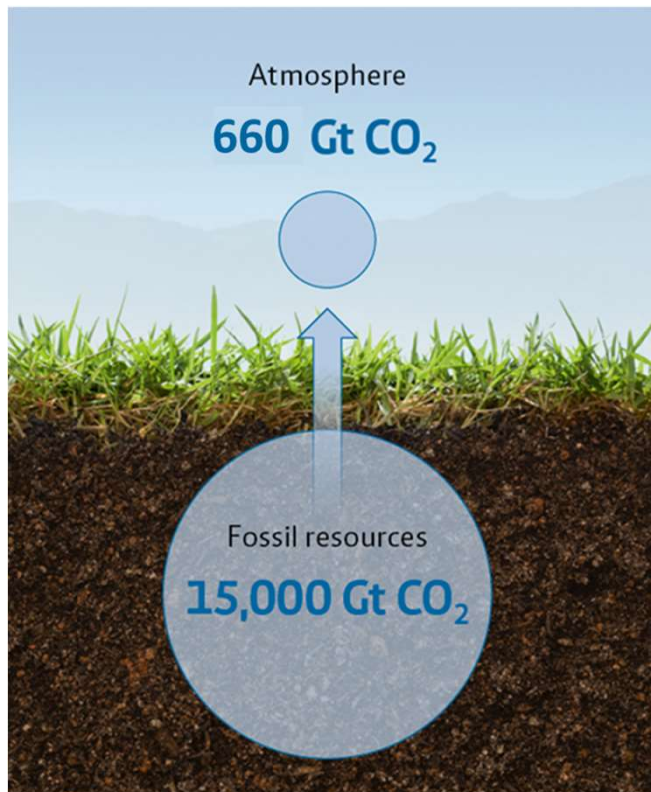 Atmosphere
660 Gt CO₂
Fossil resources
15,000 Gt CO₂